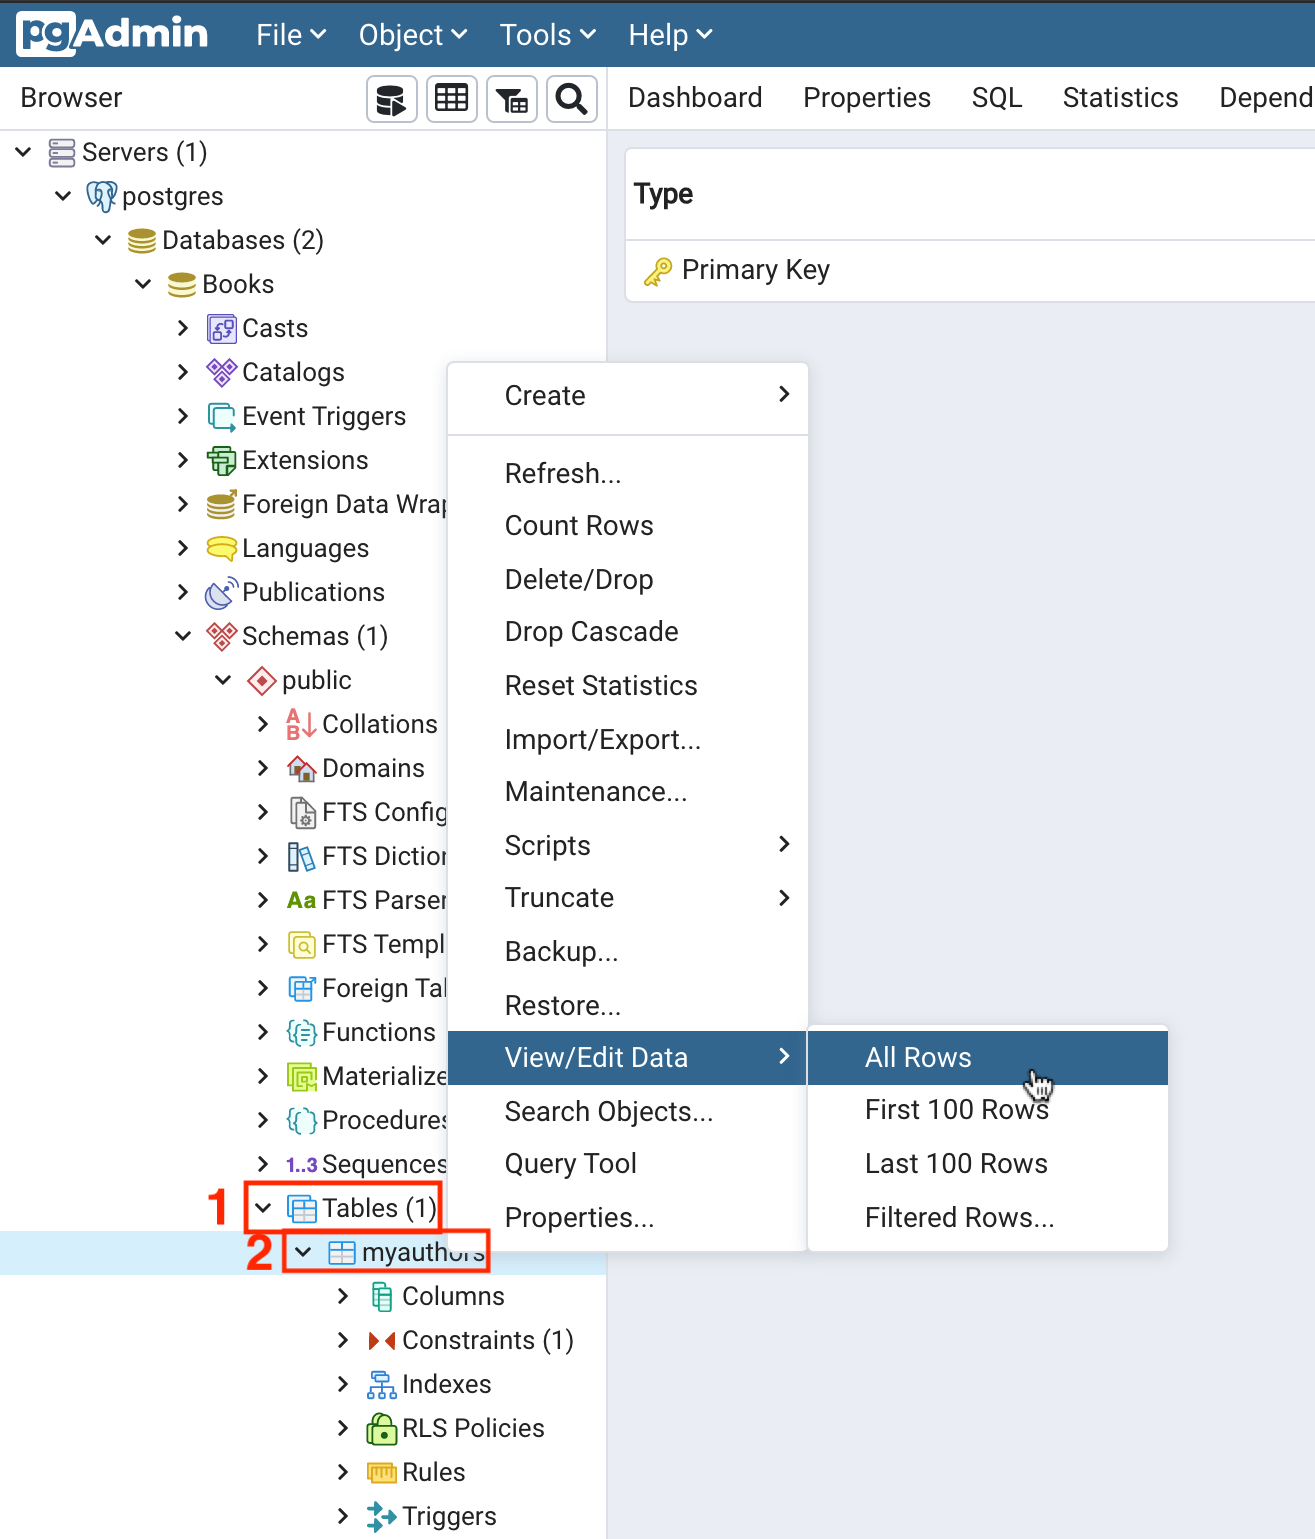 pgAdmin File Object Tools Help
Browser
Dashboard Properties SQL Statistics Depend
Servers (1)
postgres
Databases (2)
Books
Casts
Catalogs
Event Triggers
Extensions
Foreign Data Wrap
Languages
Publications
Schemas (1)
public
AB Collations
Domains
FTS Config
FTS Diction
Aa FTS Parser
FTS Templ
Foreign Tal
Functions
Materialize
Procedures
1..3 Sequences
1 Tables (1)
2 myauthors
Columns
Constraints (1)
Indexes
RLS Policies
Rules
Triggers
Type
Primary Key
Create
Refresh...
Count Rows
Delete/Drop
Drop Cascade
Reset Statistics
Import/Export...
Maintenance...
Scripts
Truncate
Backup...
Restore...
View/Edit Data
Search Objects...
Query Tool
Properties...
All Rows
First 100 Rows
Last 100 Rows
Filtered Rows...